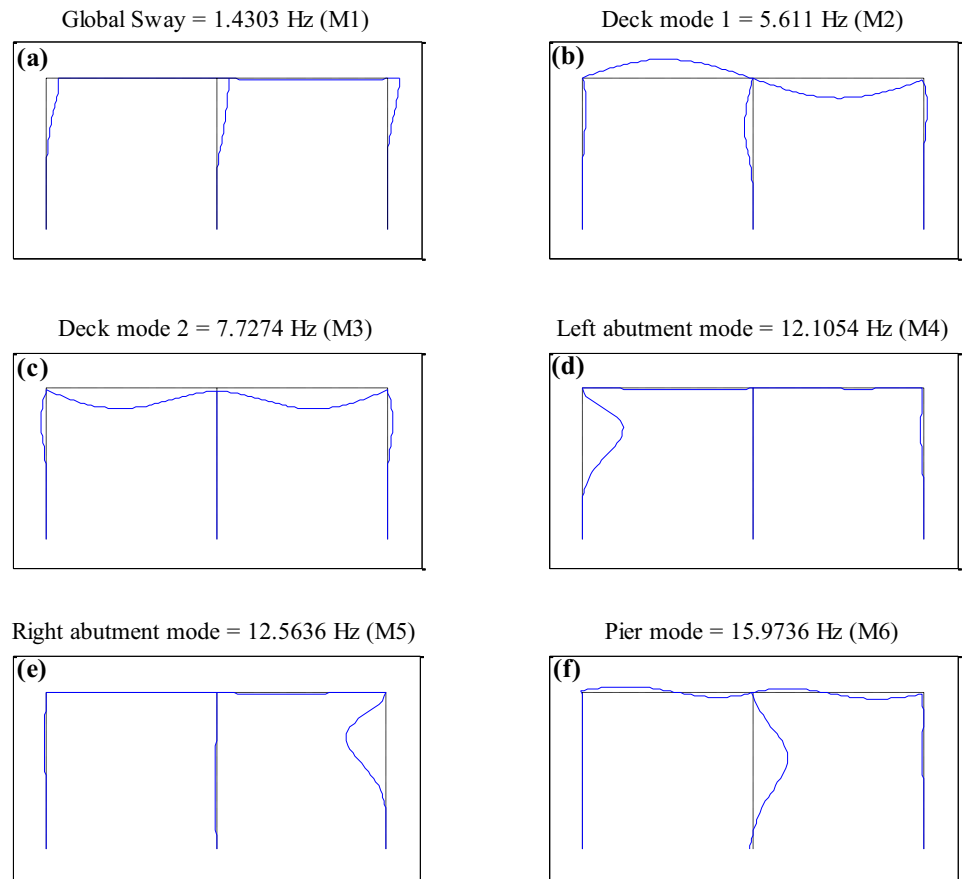 Global Sway = 1.4303 Hz (M1)
(a)
Deck mode 1 = 5.611 Hz (M2)
(b)
Deck mode 2 = 7.7274 Hz (M3)
(c)
Left abutment mode = 12.1054 Hz (M4)
(d)
Right abutment mode = 12.5636 Hz (M5)
(e)
Pier mode = 15.9736 Hz (M6)
(f)